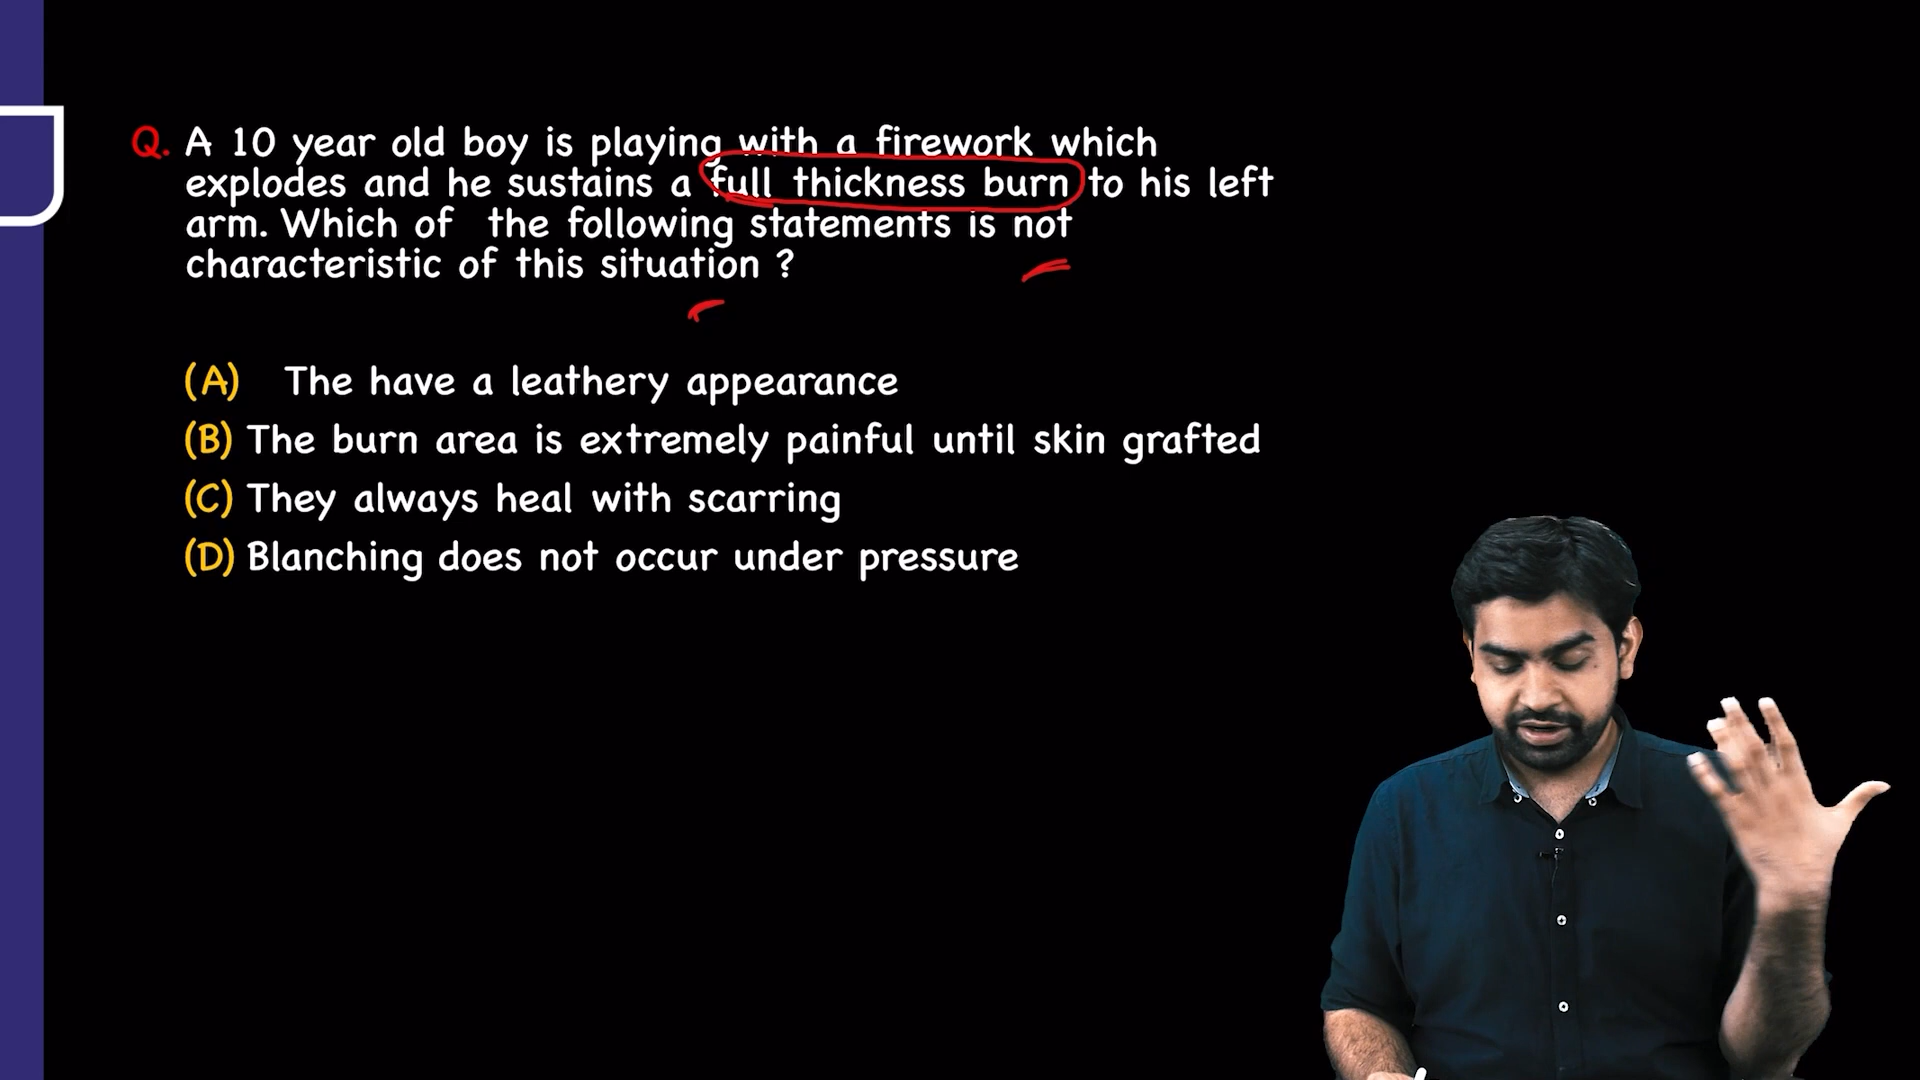 Q. A 10 year old boy is playing with a firework which
explodes and he sustains a full thickness burn to his left
arm. Which of the following statements is not
characteristic of this situation ?
(A) The have a leathery appearance
(B) The burn area is extremely painful until skin grafted
(C) They always heal with scarring
(D) Blanching does not occur under pressure